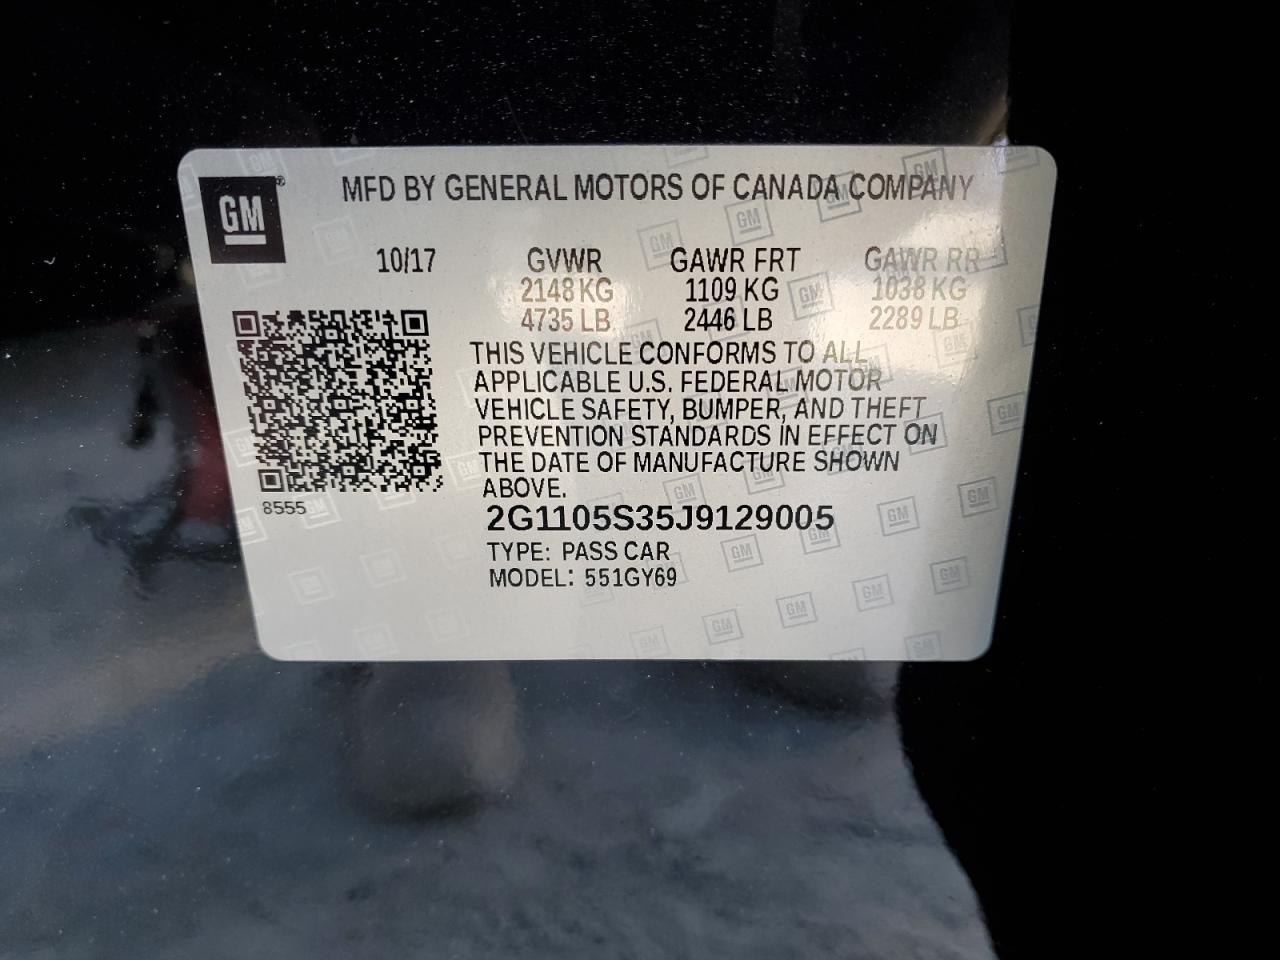 GM®
MFD BY GENERAL MOTORS OF CANADA COMPANY
10/17 GVWR GAWR FRT GAWR RR
2148 KG 1109 KG 1038 KG
4735 LB 2446 LB 2289 LB
THIS VEHICLE CONFORMS TO ALL
APPLICABLE U.S. FEDERAL MOTOR
VEHICLE SAFETY, BUMPER, AND THEFT
PREVENTION STANDARDS IN EFFECT ON
THE DATE OF MANUFACTURE SHOWN
ABOVE.
8555
2G1105S35J9129005
TYPE: PASS CAR
MODEL: 551GY69